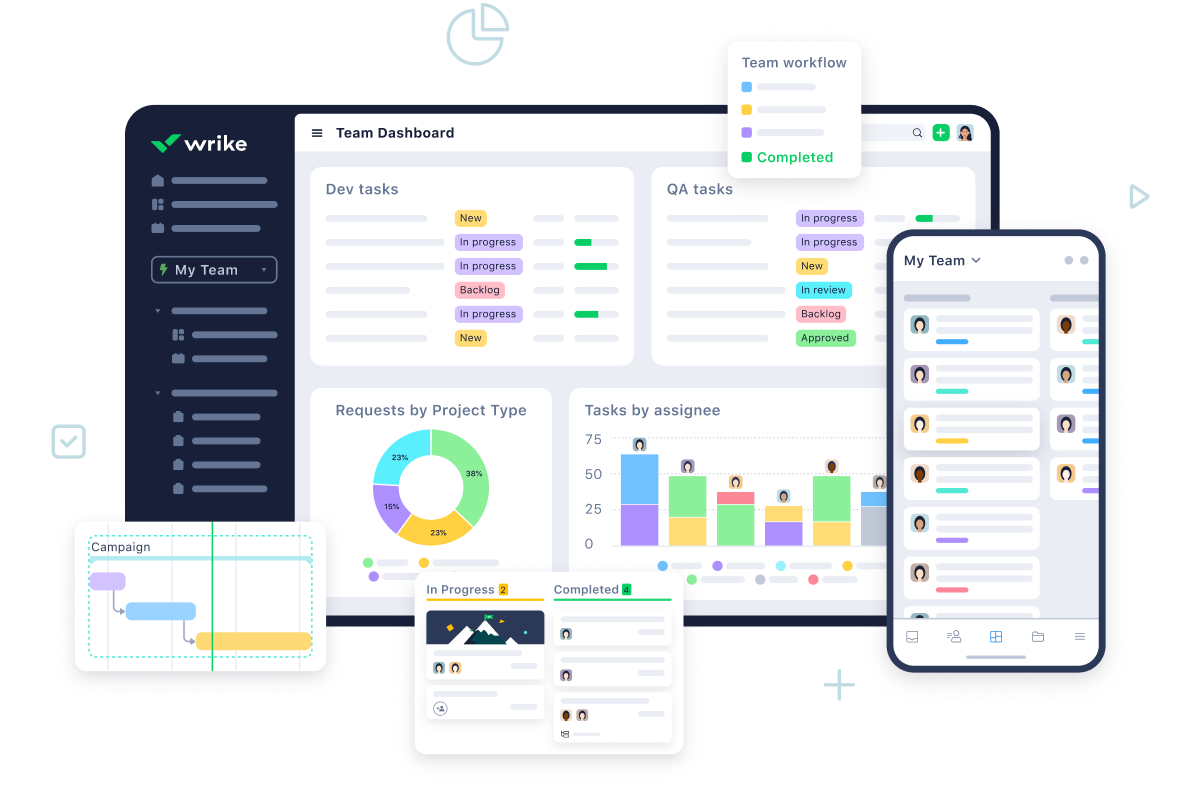 Team workflow
Completed
wrike
Team Dashboard
My Team
Dev tasks
New
In progress
In progress
Backlog
In progress
New
QA tasks
In progress
In progress
New
In review
Backlog
Approved
My Team
Requests by Project Type
23%
38%
15%
23%
Tasks by assignee
75
50
25
0
Campaign
In Progress 2
Completed 4